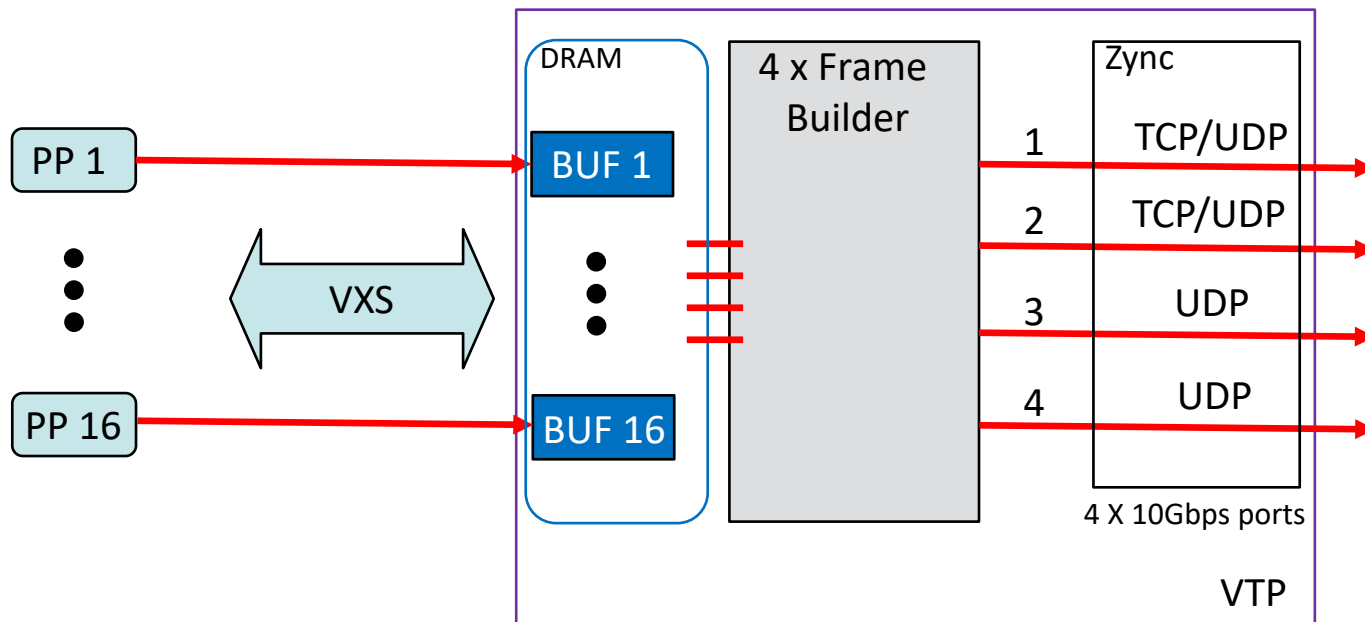 DRAM
4 x Frame
Builder
Zync
PP 1
BUF 1
1
TCP/UDP
2
TCP/UDP
VXS
3
UDP
PP 16
BUF 16
4
UDP
4 X 10Gbps ports
VTP